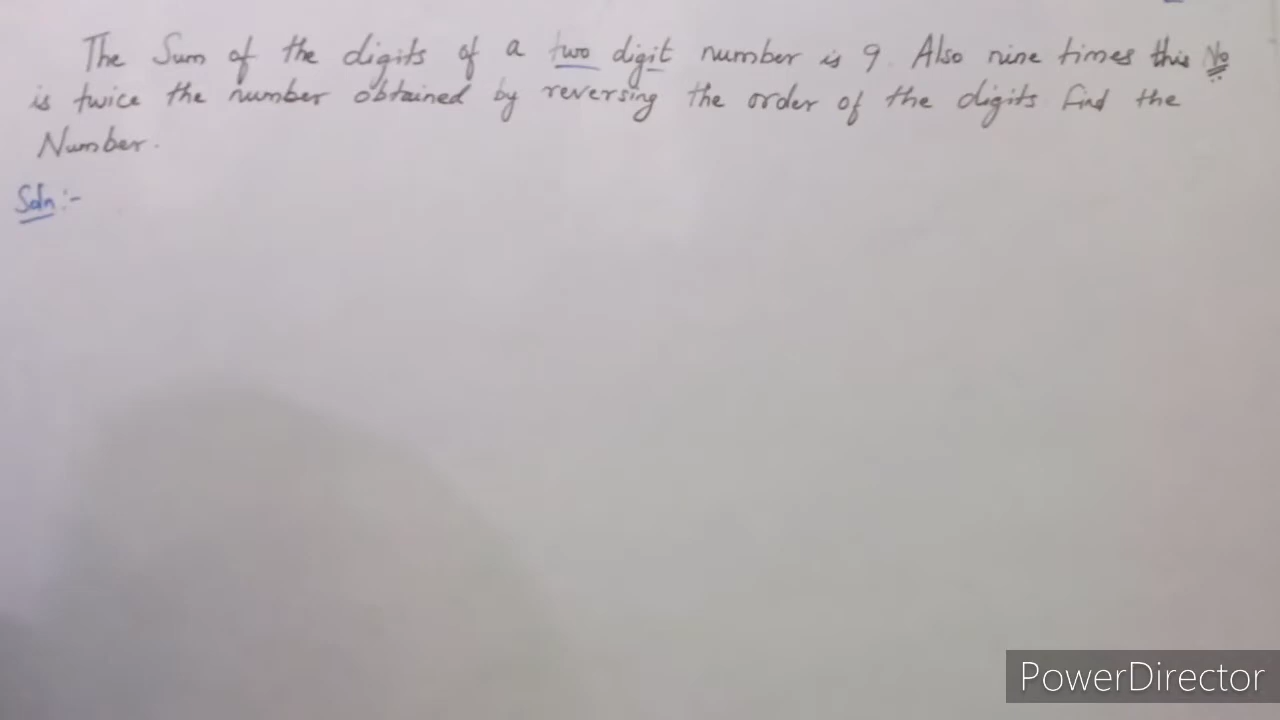 The Sum of the digits of a two digit number is 9. Also nine times this No
is twice the number obtained by reversing the order of the digits find the
Number.
Soln :-
PowerDirector